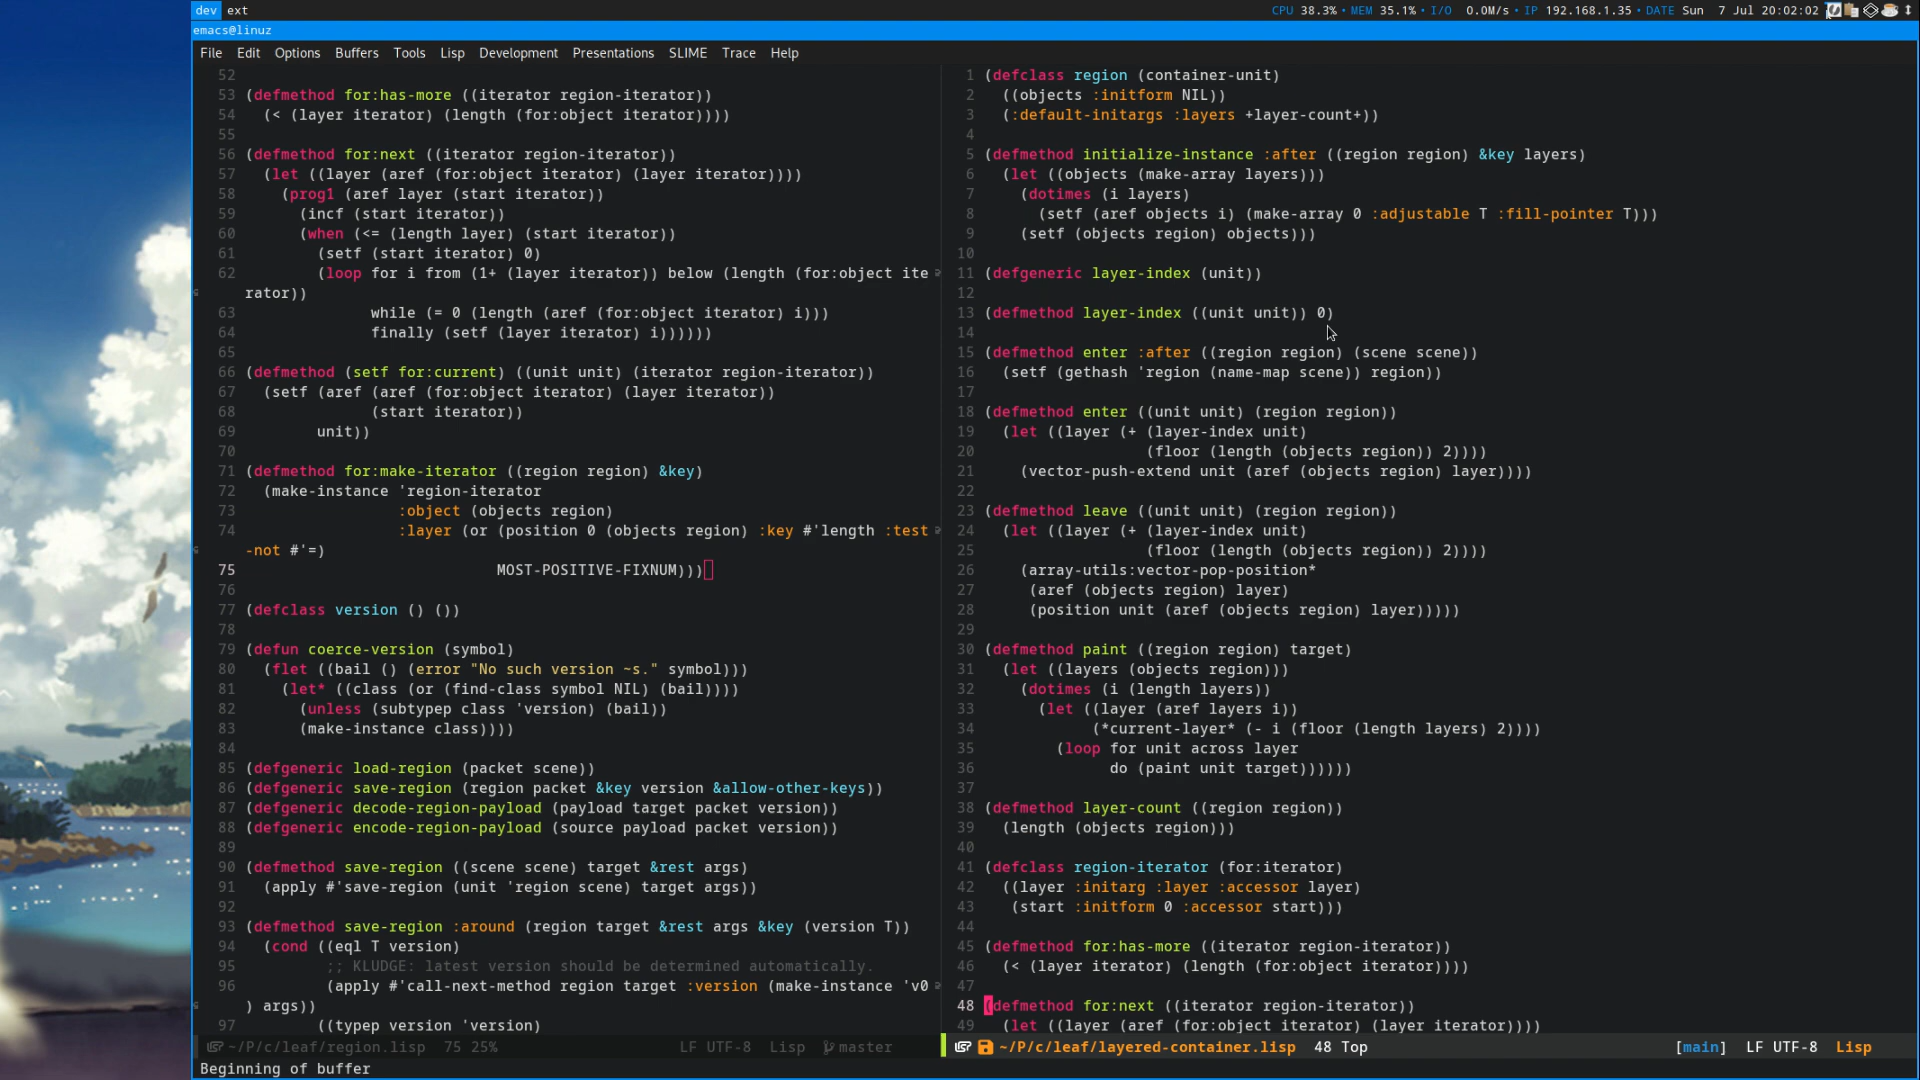 dev ext
CPU 38.3% • MEM 35.1% • I/O 0.0M/s • IP 192.168.1.35 • DATE Sun 7 Jul 20:02:02
emacs@linuz
File Edit Options Buffers Tools Lisp Development Presentations SLIME Trace Help
52
53 (defmethod for:has-more ((iterator region-iterator))
54   (< (layer iterator) (length (for:object iterator))))
55
56 (defmethod for:next ((iterator region-iterator))
57   (let ((layer (aref (for:object iterator) (layer iterator))))
58     (prog1 (aref layer (start iterator))
59       (incf (start iterator))
60       (when (<= (length layer) (start iterator))
61         (setf (start iterator) 0)
62         (loop for i from (1+ (layer iterator)) below (length (for:object ite
rator))
63               while (= 0 (length (aref (for:object iterator) i)))
64               finally (setf (layer iterator) i))))))
65
66 (defmethod (setf for:current) ((unit unit) (iterator region-iterator))
67   (setf (aref (aref (for:object iterator) (layer iterator))
68               (start iterator))
69         unit))
70
71 (defmethod for:make-iterator ((region region) &key)
72   (make-instance 'region-iterator
73                  :object (objects region)
74                  :layer (or (position 0 (objects region) :key #'length :test
-not #'=)
75                             MOST-POSITIVE-FIXNUM)))
76
77 (defclass version () ())
78
79 (defun coerce-version (symbol)
80   (flet ((bail () (error "No such version ~s." symbol)))
81     (let* ((class (or (find-class symbol NIL) (bail))))
82       (unless (subtypep class 'version) (bail))
83       (make-instance class))))
84
85 (defgeneric load-region (packet scene))
86 (defgeneric save-region (region packet &key version &allow-other-keys))
87 (defgeneric decode-region-payload (payload target packet version))
88 (defgeneric encode-region-payload (source payload packet version))
89
90 (defmethod save-region ((scene scene) target &rest args)
91   (apply #'save-region (unit 'region scene) target args))
92
93 (defmethod save-region :around (region target &rest args &key (version T))
94   (cond ((eql T version)
95          ;; KLUDGE: latest version should be determined automatically.
96          (apply #'call-next-method region target :version (make-instance 'v0
) args))
97         ((typep version 'version)
~/P/c/leaf/region.lisp 75 25% LF UTF-8 Lisp master
1 (defclass region (container-unit)
2   ((objects :initform NIL))
3   (:default-initargs :layers +layer-count+))
4
5 (defmethod initialize-instance :after ((region region) &key layers)
6   (let ((objects (make-array layers)))
7     (dotimes (i layers)
8       (setf (aref objects i) (make-array 0 :adjustable T :fill-pointer T)))
9     (setf (objects region) objects)))
10
11 (defgeneric layer-index (unit))
12
13 (defmethod layer-index ((unit unit)) 0)
14
15 (defmethod enter :after ((region region) (scene scene))
16   (setf (gethash 'region (name-map scene)) region))
17
18 (defmethod enter ((unit unit) (region region))
19   (let ((layer (+ (layer-index unit)
20                   (floor (length (objects region)) 2))))
21     (vector-push-extend unit (aref (objects region) layer))))
22
23 (defmethod leave ((unit unit) (region region))
24   (let ((layer (+ (layer-index unit)
25                   (floor (length (objects region)) 2))))
26     (array-utils:vector-pop-position*
27      (aref (objects region) layer)
28      (position unit (aref (objects region) layer)))))
29
30 (defmethod paint ((region region) target)
31   (let ((layers (objects region)))
32     (dotimes (i (length layers))
33       (let ((layer (aref layers i))
34             (*current-layer* (- i (floor (length layers) 2))))
35         (loop for unit across layer
36               do (paint unit target))))))
37
38 (defmethod layer-count ((region region))
39   (length (objects region)))
40
41 (defclass region-iterator (for:iterator)
42   ((layer :initarg :layer :accessor layer)
43    (start :initform 0 :accessor start)))
44
45 (defmethod for:has-more ((iterator region-iterator))
46   (< (layer iterator) (length (for:object iterator))))
47
48 (defmethod for:next ((iterator region-iterator))
49   (let ((layer (aref (for:object iterator) (layer iterator))))
~/P/c/leaf/layered-container.lisp 48 Top [main] LF UTF-8 Lisp
Beginning of buffer